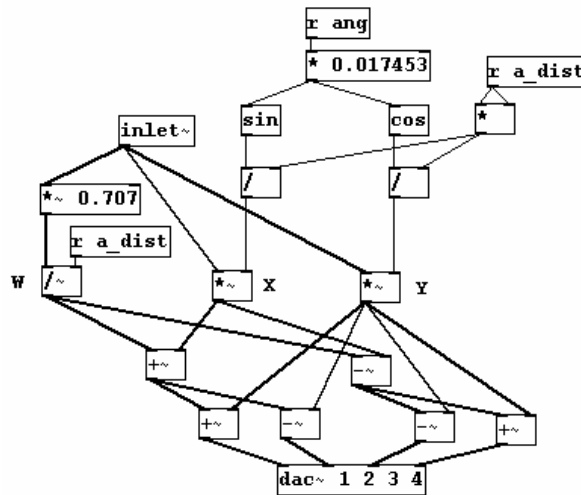 r ang
* 0.017453
r a_dist
inlet~
sin
cos
*
*~ 0.707
/
/
r a_dist
W
/~
*~
X
*~
Y
+~
-~
+~
-~
-~
+~
dac~ 1 2 3 4